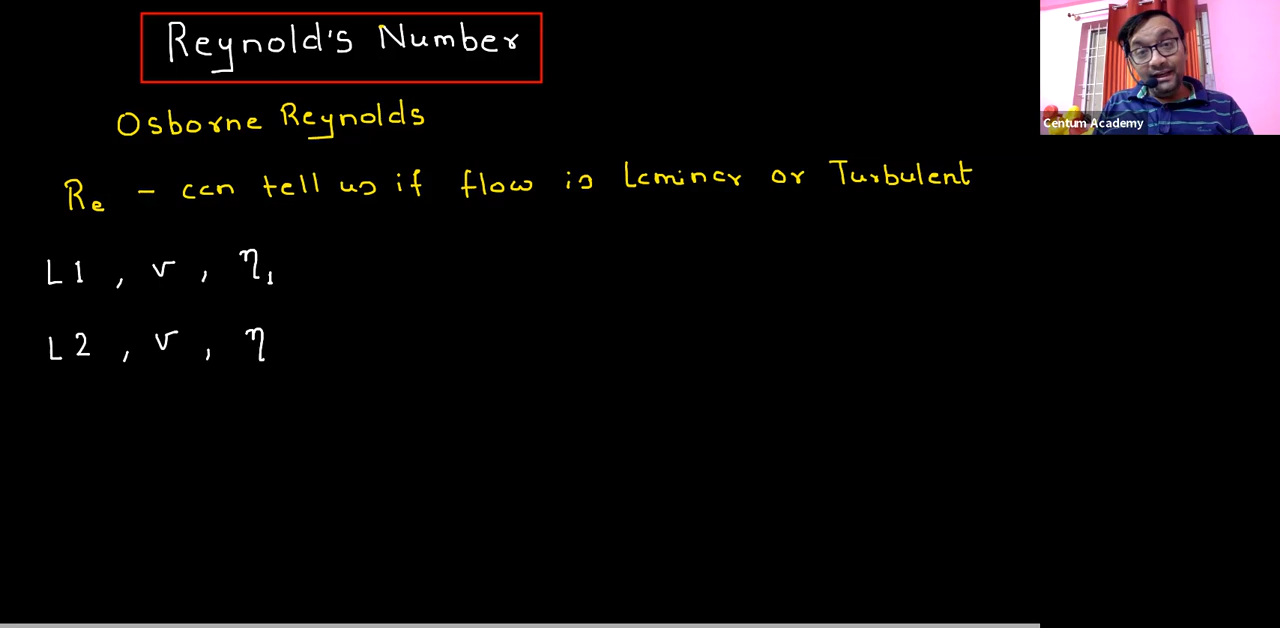 Reynold's Number
Osborne Reynolds
Re - can tell us if flow is Laminar or Turbulent
L1 , v , η1
L2 , v , η
Centum Academy